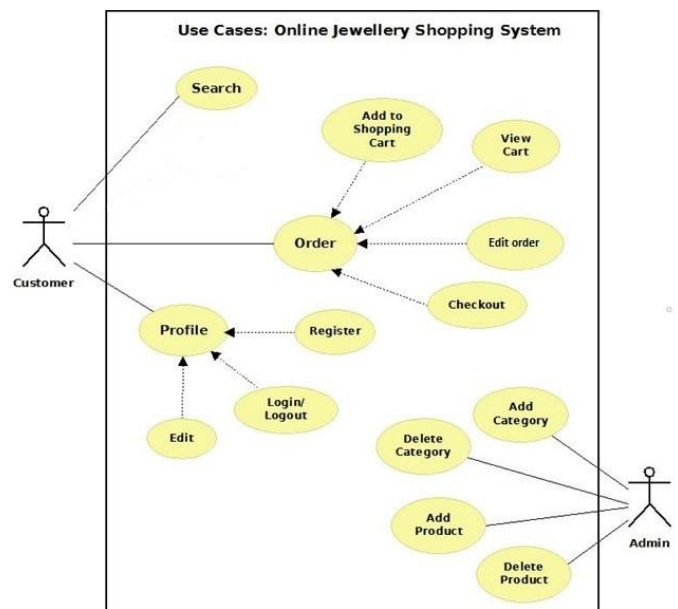 Use Cases: Online Jewellery Shopping System
Search
Add to
Shopping
Cart
View
Cart
Order
Edit order
Customer
Checkout
Profile
Register
Login/
Logout
Edit
Add
Category
Delete
Category
Add
Product
Admin
Delete
Product